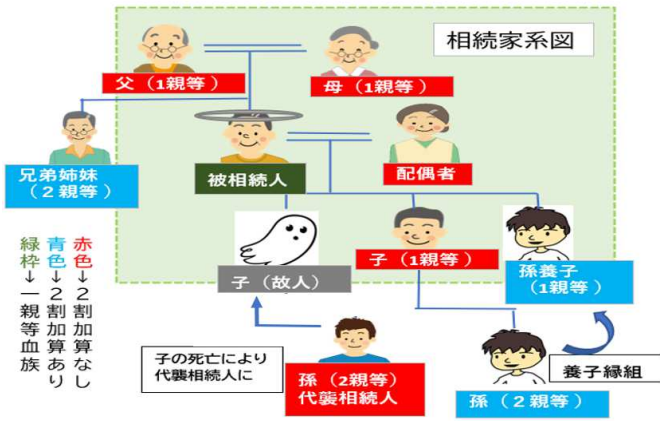 相続家系図
父（1親等）
母（1親等）
兄弟姉妹
（２親等）
被相続人
配偶者
子（故人）
子（1親等）
孫養子
（1親等）
赤色→２割加算なし
青色→２割加算あり
緑枠→一親等血族
子の死亡により
代襲相続人に
孫（2親等）
代襲相続人
孫（２親等）
養子縁組